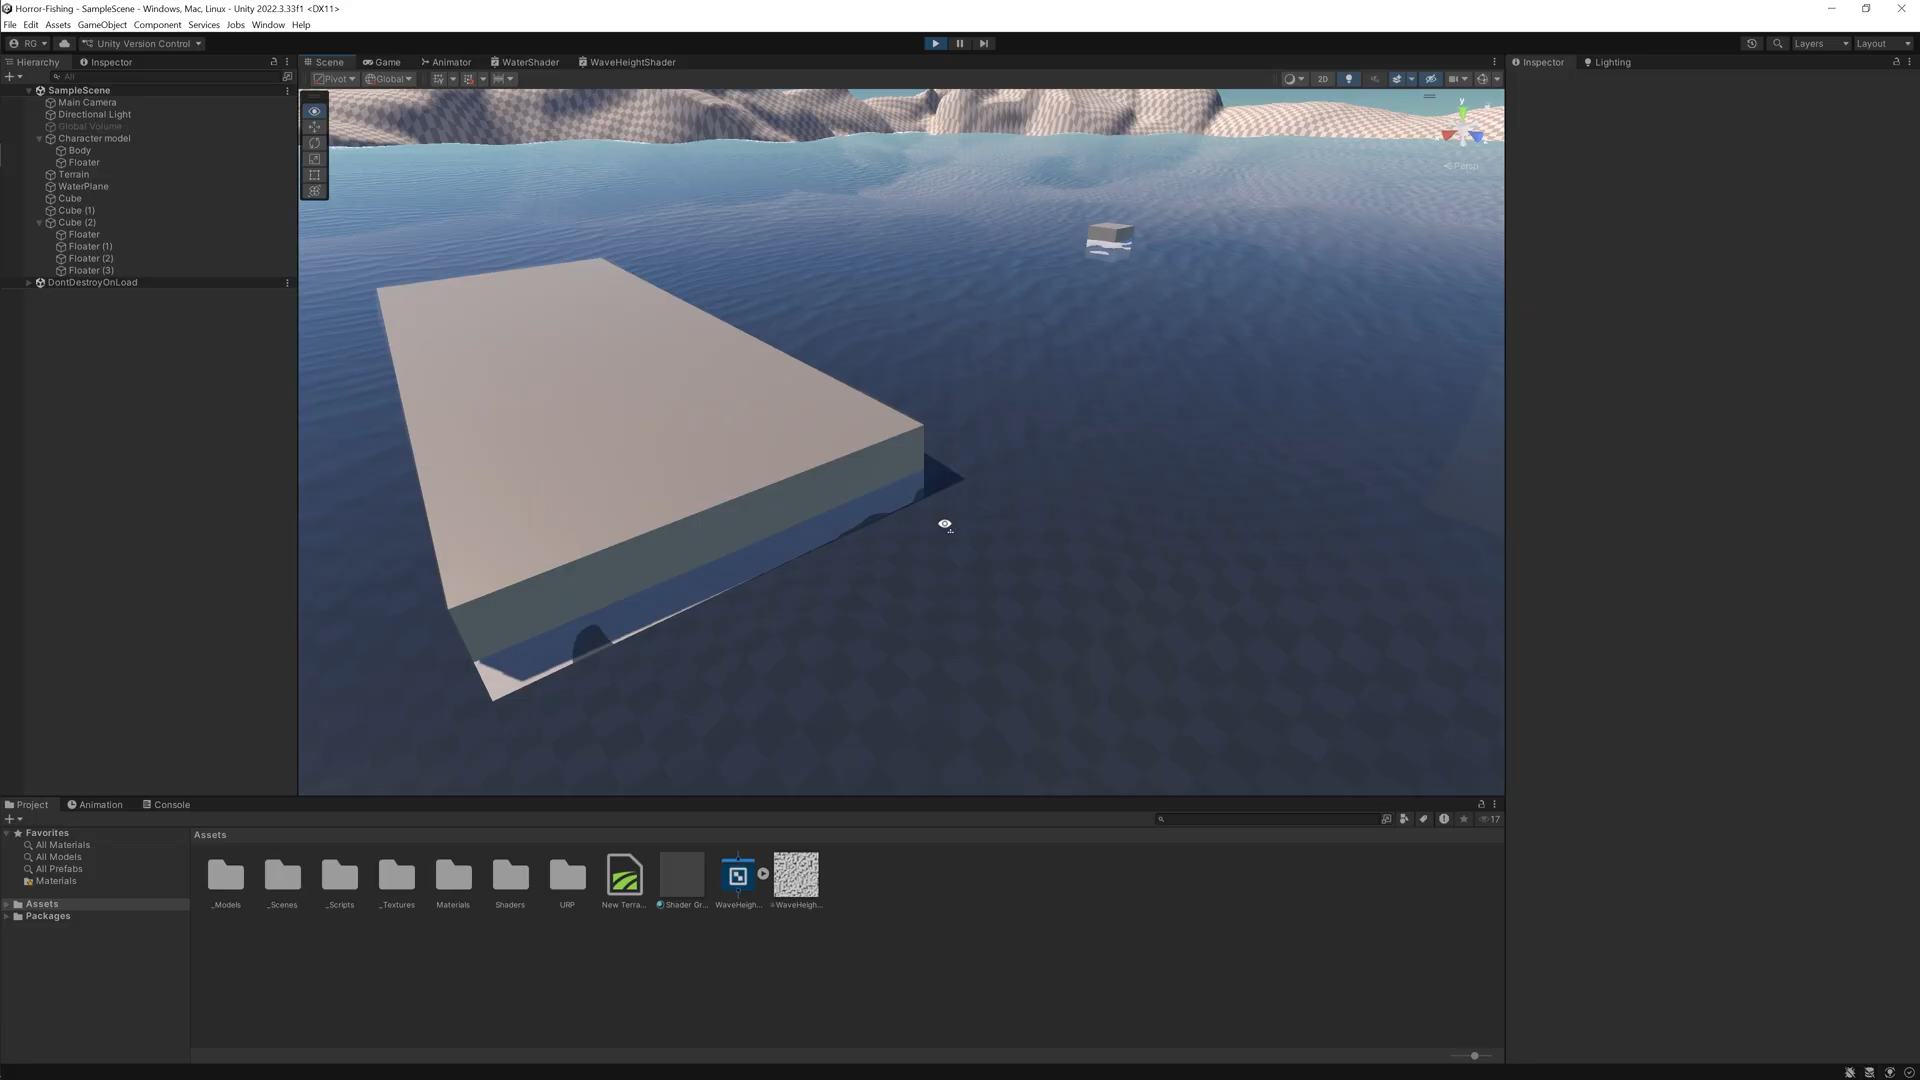 Horror-Fishing - SampleScene - Windows, Mac, Linux - Unity 2022.3.33f1 <DX11>
File Edit Assets GameObject Component Services Jobs Window Help
RG Unity Version Control Layers Layout
Hierarchy Inspector Scene Game Animator WaterShader WaveHeightShader Inspector Lighting
All Pivot Global 2D
SampleScene
Main Camera
Directional Light
Global Volume
Character model
Body
Floater
Terrain
WaterPlane
Cube
Cube (1)
Cube (2)
Floater
Floater (1)
Floater (2)
Floater (3)
DontDestroyOnLoad
y
Persp
Project Animation Console
17
Favorites
All Materials
All Models
All Prefabs
Materials
Assets
Packages
Assets
_Models _Scenes _Scripts _Textures Materials Shaders URP New Terra... Shader Gr... WaveHeigh... WaveHeigh...